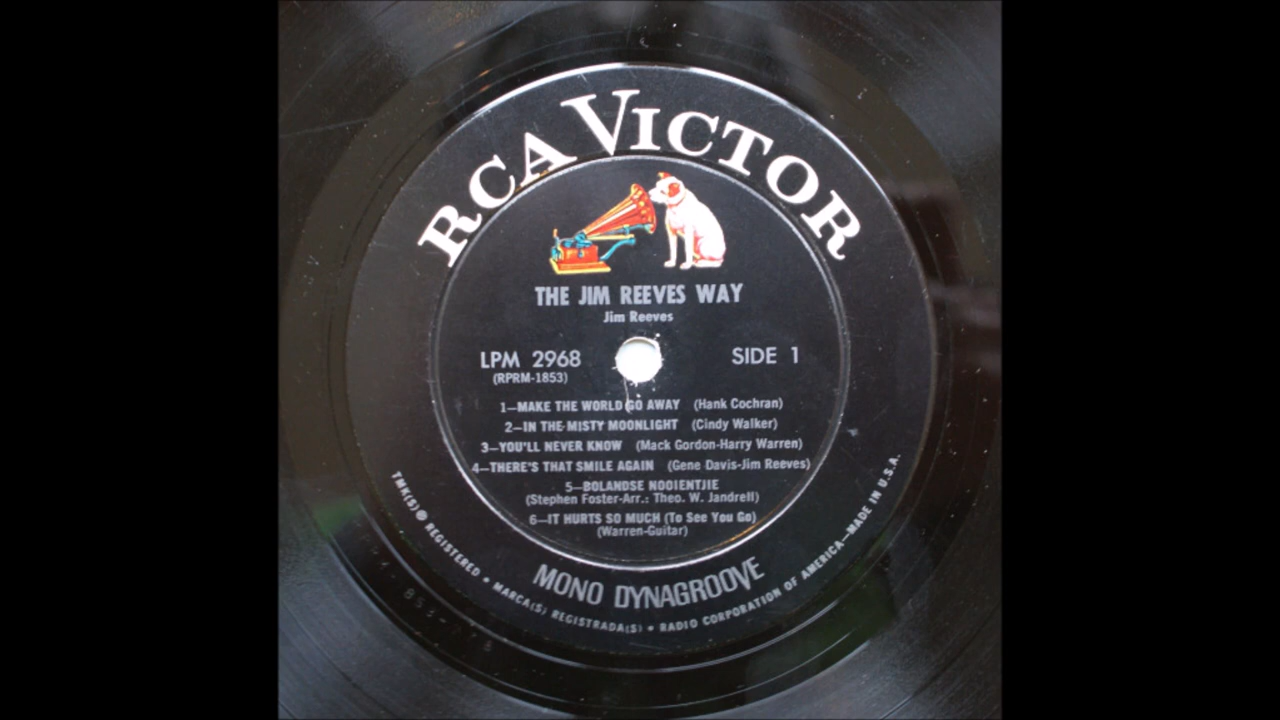 RCA VICTOR
THE JIM REEVES WAY
Jim Reeves
LPM 2968 SIDE 1
(RPRM-1853)
1—MAKE THE WORLD GO AWAY (Hank Cochran)
2—IN THE MISTY MOONLIGHT (Cindy Walker)
3—YOU'LL NEVER KNOW (Mack Gordon-Harry Warren)
4—THERE'S THAT SMILE AGAIN (Gene Davis-Jim Reeves)
5—BOLANDSE NOOIENTJIE
(Stephen Foster-Arr.: Theo. W. Jandrell)
6—IT HURTS SO MUCH (To See You Go)
(Warren-Guitar)
MONO DYNAGROOVE
TMK(S) ® REGISTERED • MARCA(S) REGISTRADA(S) • RADIO CORPORATION OF AMERICA—MADE IN U.S.A.